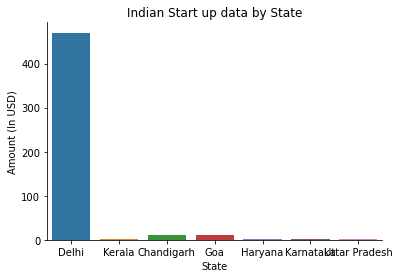 Indian Start up data by State
Amount (In USD)
400
300
200
100
0
Delhi
Kerala
Chandigarh
Goa
Haryana
Karnataka
Uttar Pradesh
State